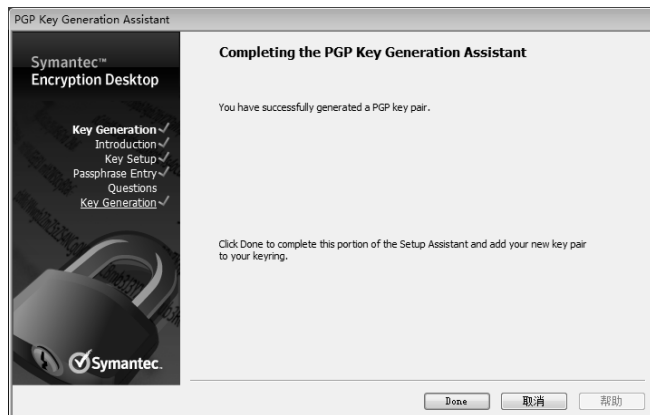 PGP Key Generation Assistant
Symantec™
Encryption Desktop
Key Generation
Introduction
Key Setup
Passphrase Entry
Questions
Key Generation
Symantec.
Completing the PGP Key Generation Assistant
You have successfully generated a PGP key pair.
Click Done to complete this portion of the Setup Assistant and add your new key pair
to your keyring.
Done
取消
帮助